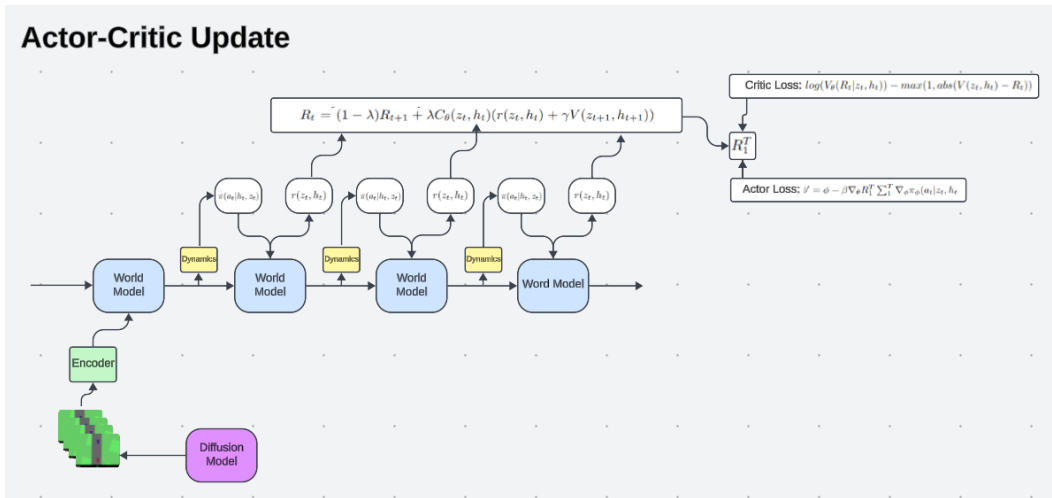 Actor-Critic Update
Critic Loss: log(V_θ(R_t|z_t, h_t)) − max(1, abs(V(z_t, h_t) − R_t))
R_t = (1 − λ)R_{t+1} + λC_θ(z_t, h_t)(r(z_t, h_t) + γV(z_{t+1}, h_{t+1}))
R_1^T
Actor Loss: = φ − β∇_θ R_1^T ∑_1^T ∇_φ π_φ(a_t|z_t, h_t
π(a_t|h_t, z_t)
r(z_t, h_t)
π(a_t|h_t, z_t)
r(z_t, h_t)
π(a_t|h_t, z_t)
r(z_t, h_t)
Dynamics
Dynamics
Dynamics
World
Model
World
Model
World
Model
Word Model
Encoder
Diffusion
Model